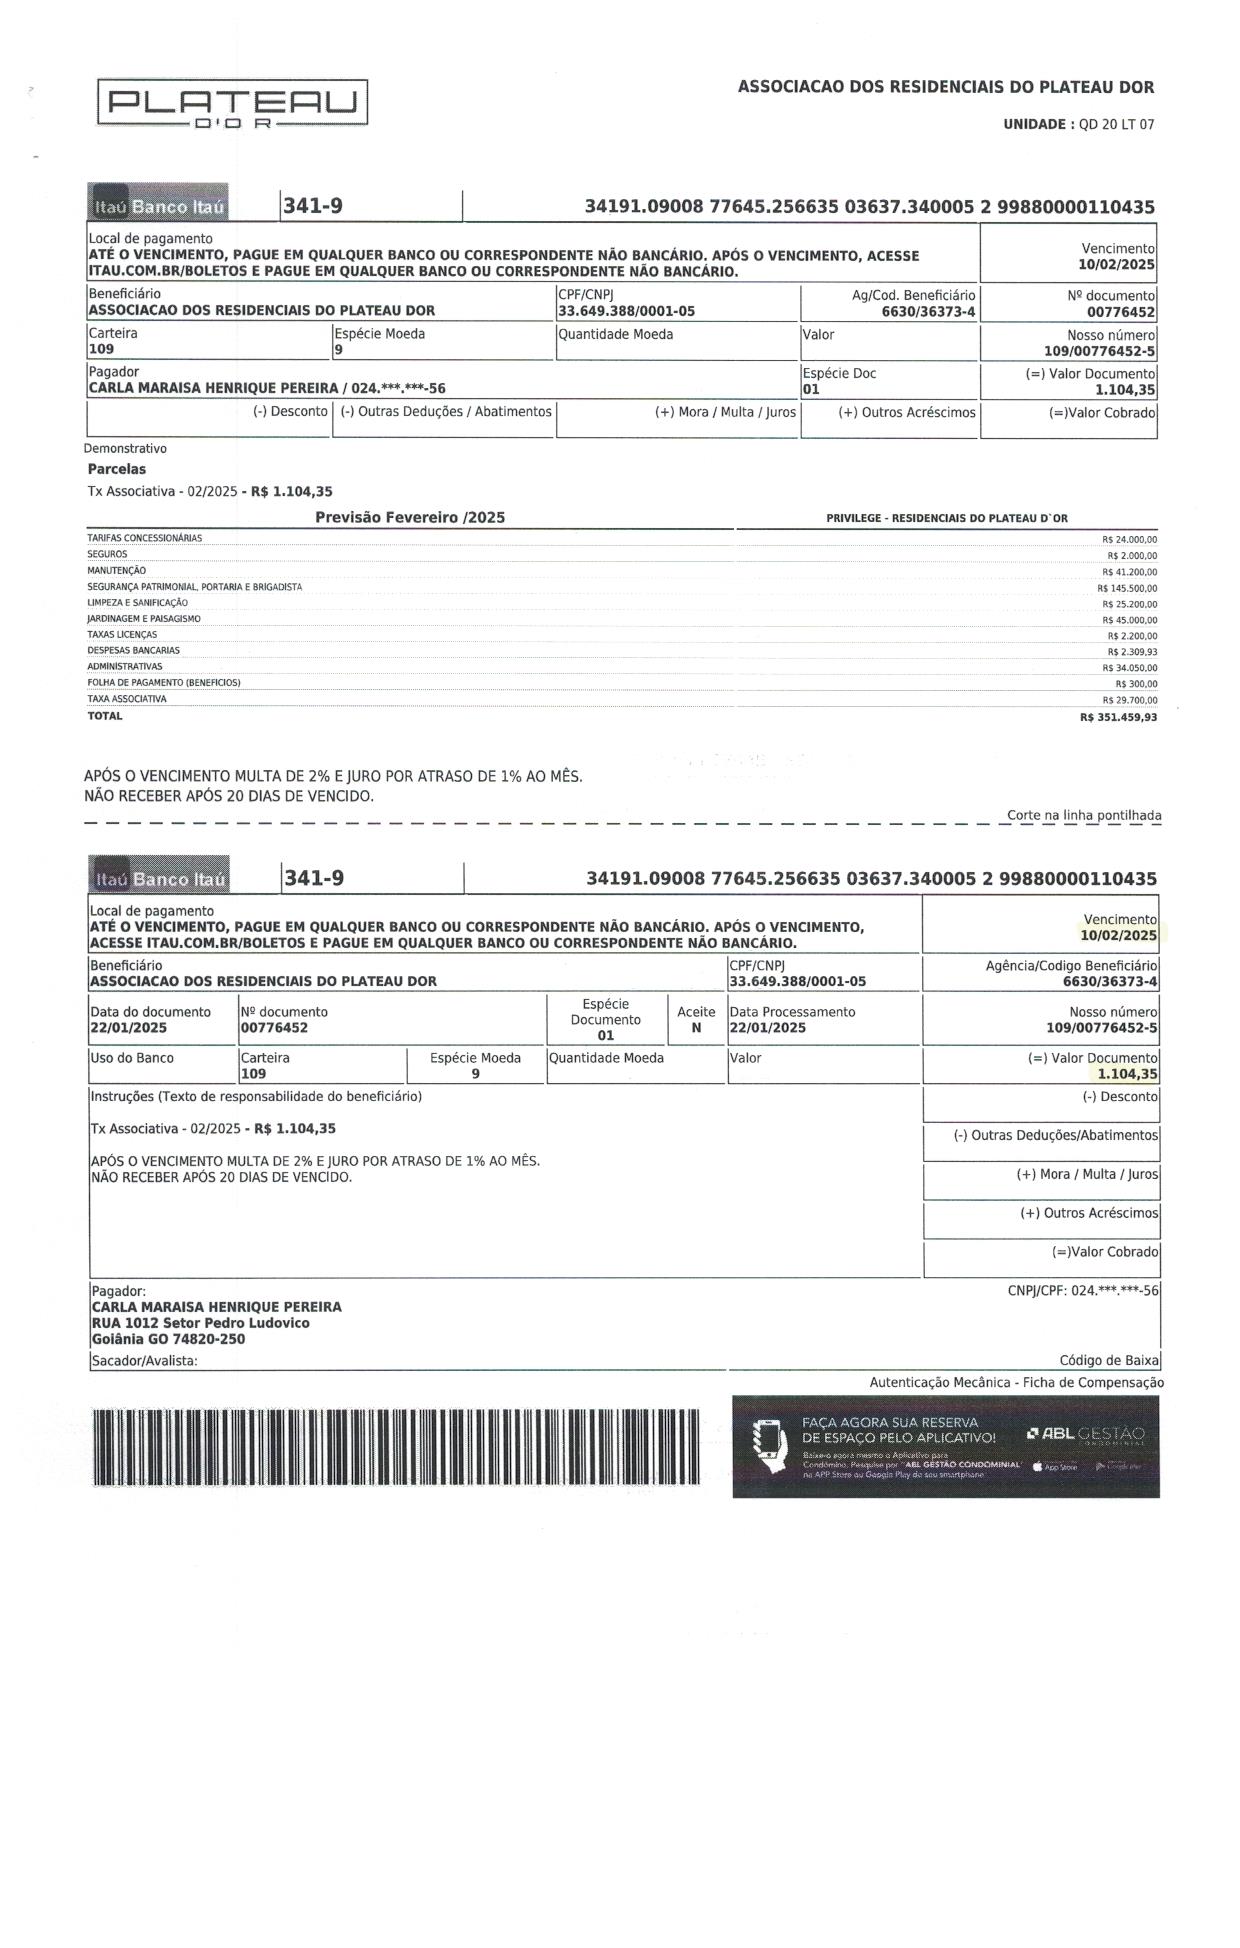 PLATEAU
D'OR
ASSOCIACAO DOS RESIDENCIAIS DO PLATEAU DOR
UNIDADE : QD 20 LT 07
Itaú Banco Itaú 341-9 34191.09008 77645.256635 03637.340005 2 99880000110435
Local de pagamento
ATÉ O VENCIMENTO, PAGUE EM QUALQUER BANCO OU CORRESPONDENTE NÃO BANCÁRIO. APÓS O VENCIMENTO, ACESSE
ITAU.COM.BR/BOLETOS E PAGUE EM QUALQUER BANCO OU CORRESPONDENTE NÃO BANCÁRIO.
Vencimento
10/02/2025
Beneficiário CPF/CNPJ Ag/Cod. Beneficiário Nº documento
ASSOCIACAO DOS RESIDENCIAIS DO PLATEAU DOR 33.649.388/0001-05 6630/36373-4 00776452
Carteira Espécie Moeda Quantidade Moeda Valor Nosso número
109 9 109/00776452-5
Pagador Espécie Doc (=) Valor Documento
CARLA MARAISA HENRIQUE PEREIRA / 024.***.***-56 01 1.104,35
(-) Desconto (-) Outras Deduções / Abatimentos (+) Mora / Multa / Juros (+) Outros Acréscimos (=)Valor Cobrado
Demonstrativo
Parcelas
Tx Associativa - 02/2025 - R$ 1.104,35
Previsão Fevereiro /2025 PRIVILEGE - RESIDENCIAIS DO PLATEAU D`OR
TARIFAS CONCESSIONÁRIAS R$ 24.000,00
SEGUROS R$ 2.000,00
MANUTENÇÃO R$ 41.200,00
SEGURANÇA PATRIMONIAL, PORTARIA E BRIGADISTA R$ 145.500,00
LIMPEZA E SANIFICAÇÃO R$ 25.200,00
JARDINAGEM E PAISAGISMO R$ 45.000,00
TAXAS LICENÇAS R$ 2.200,00
DESPESAS BANCARIAS R$ 2.309,93
ADMINISTRATIVAS R$ 34.050,00
FOLHA DE PAGAMENTO (BENEFICIOS) R$ 300,00
TAXA ASSOCIATIVA R$ 29.700,00
TOTAL R$ 351.459,93
APÓS O VENCIMENTO MULTA DE 2% E JURO POR ATRASO DE 1% AO MÊS.
NÃO RECEBER APÓS 20 DIAS DE VENCIDO.
Corte na linha pontilhada
Itaú Banco Itaú 341-9 34191.09008 77645.256635 03637.340005 2 99880000110435
Local de pagamento
ATÉ O VENCIMENTO, PAGUE EM QUALQUER BANCO OU CORRESPONDENTE NÃO BANCÁRIO. APÓS O VENCIMENTO,
ACESSE ITAU.COM.BR/BOLETOS E PAGUE EM QUALQUER BANCO OU CORRESPONDENTE NÃO BANCÁRIO.
Vencimento
10/02/2025
Beneficiário CPF/CNPJ Agência/Codigo Beneficiário
ASSOCIACAO DOS RESIDENCIAIS DO PLATEAU DOR 33.649.388/0001-05 6630/36373-4
Data do documento Nº documento Espécie Documento Aceite Data Processamento Nosso número
22/01/2025 00776452 01 N 22/01/2025 109/00776452-5
Uso do Banco Carteira Espécie Moeda Quantidade Moeda Valor (=) Valor Documento
109 9 1.104,35
Instruções (Texto de responsabilidade do beneficiário) (-) Desconto
Tx Associativa - 02/2025 - R$ 1.104,35
(-) Outras Deduções/Abatimentos
APÓS O VENCIMENTO MULTA DE 2% E JURO POR ATRASO DE 1% AO MÊS.
NÃO RECEBER APÓS 20 DIAS DE VENCIDO.
(+) Mora / Multa / Juros
(+) Outros Acréscimos
(=)Valor Cobrado
Pagador: CNPJ/CPF: 024.***.***-56
CARLA MARAISA HENRIQUE PEREIRA
RUA 1012 Setor Pedro Ludovico
Goiânia GO 74820-250
Sacador/Avalista: Código de Baixa
Autenticação Mecânica - Ficha de Compensação
FAÇA AGORA SUA RESERVA
DE ESPAÇO PELO APLICATIVO!
Baixe agora mesmo o Aplicativo para
Condômino. Pesquise por "ABL GESTÃO CONDOMINIAL"
na APP Store ou Google Play do seu smartphone
ABL GESTÃO
CONDOMINIAL
App Store Google Play